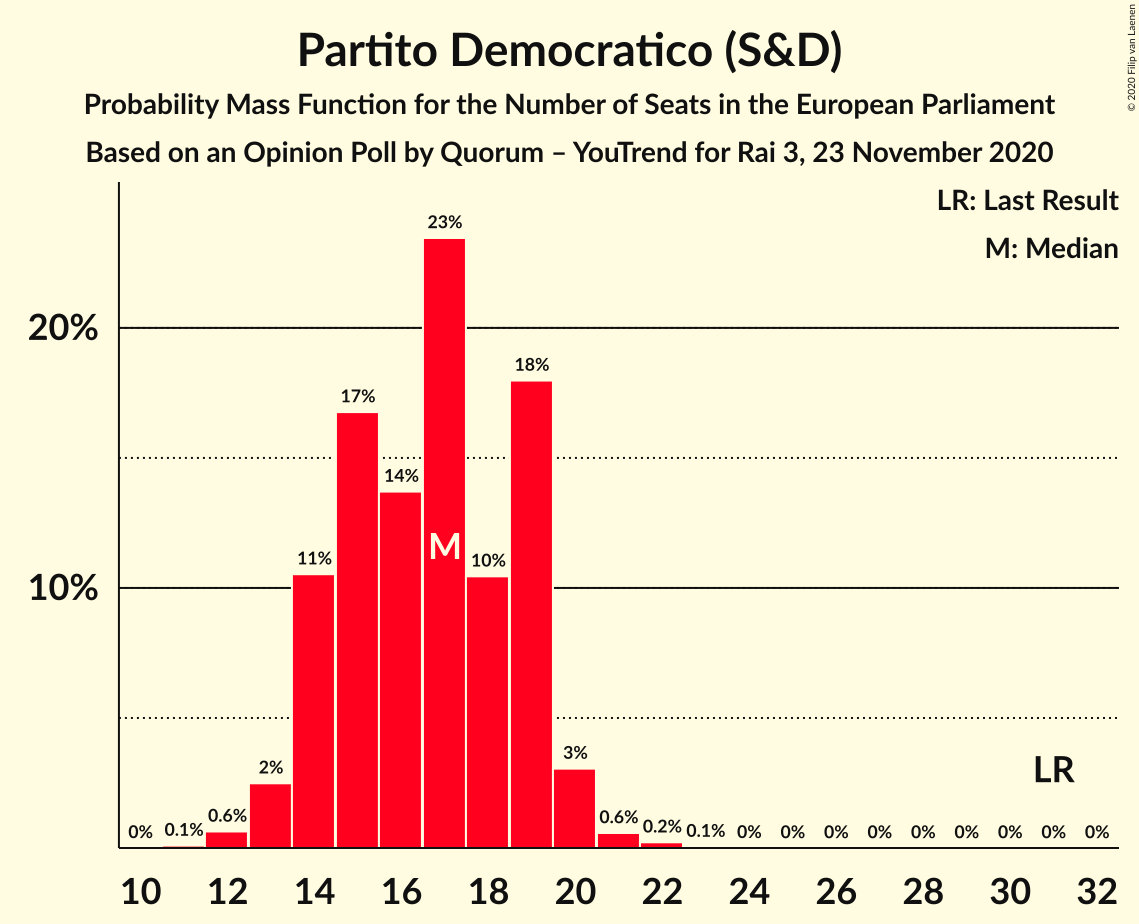 Partito Democratico (S&D)
Probability Mass Function for the Number of Seats in the European Parliament
Based on an Opinion Poll by Quorum – YouTrend for Rai 3, 23 November 2020
© 2020 Filip van Laenen
LR: Last Result
M: Median
20%
10%
0%
0.1%
0.6%
2%
11%
17%
14%
23%
M
10%
18%
3%
0.6%
0.2%
0.1%
0%
0%
0%
0%
0%
0%
0%
0%
0%
LR
10 12 14 16 18 20 22 24 26 28 30 32